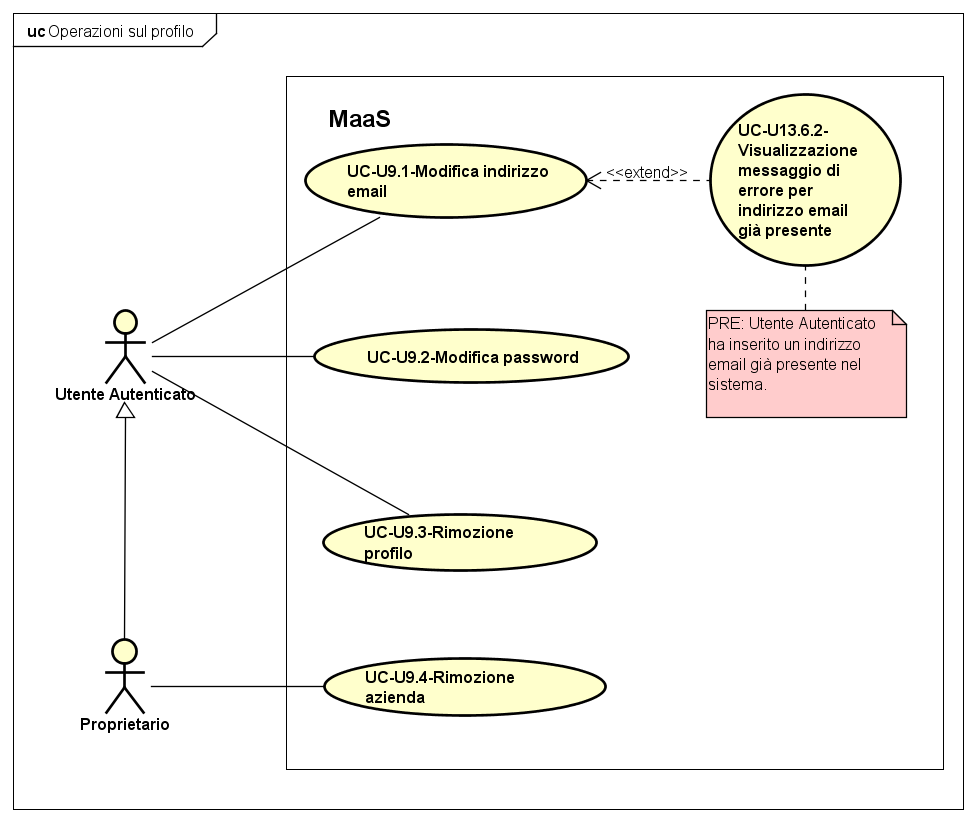 uc Operazioni sul profilo
MaaS
UC-U9.1-Modifica indirizzo
email
<<extend>>
UC-U13.6.2-
Visualizzazione
messaggio di
errore per
indirizzo email
già presente
PRE: Utente Autenticato
ha inserito un indirizzo
email già presente nel
sistema.
Utente Autenticato
UC-U9.2-Modifica password
UC-U9.3-Rimozione
profilo
Proprietario
UC-U9.4-Rimozione
azienda